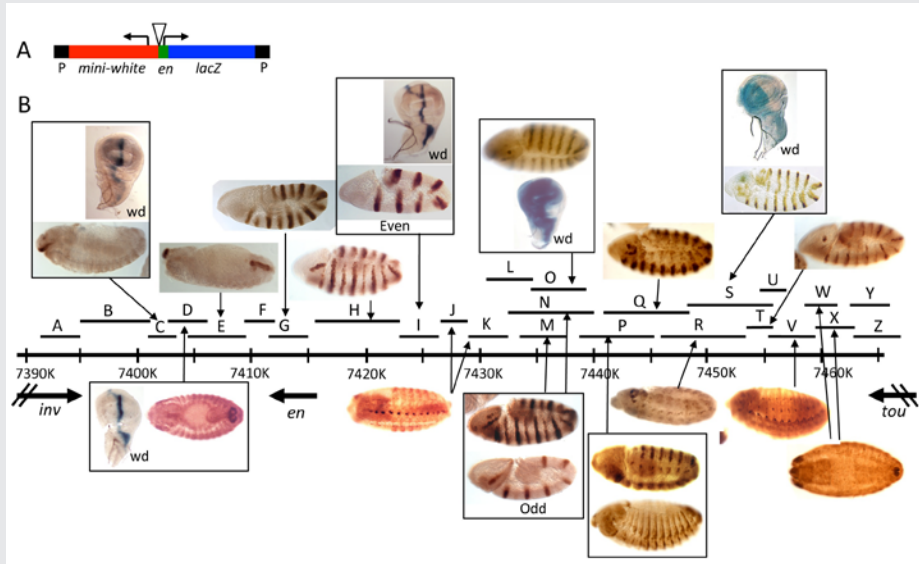 A
P mini-white en lacZ P
B
wd
wd
Even
wd
wd
L
O
U
S
N
Q
W
Y
B
D
F
H
J
A
C
E
G
I
K
M
P
R
T
V
X
Z
7390K 7400K 7410K 7420K 7430K 7440K 7450K 7460K
inv en tou
wd
Odd